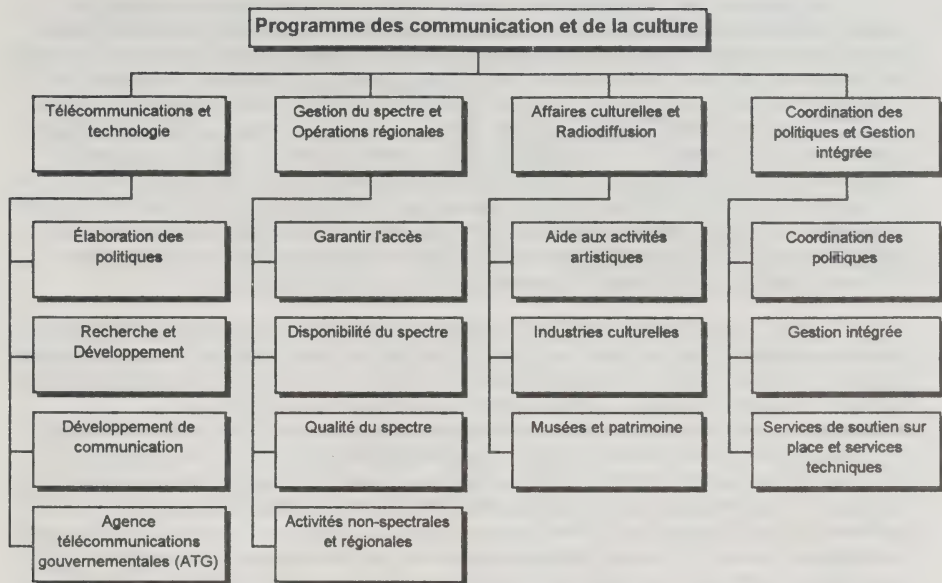 Programme des communication et de la culture
Télécommunications et
technologie
Élaboration des
politiques
Recherche et
Développement
Développement de
communication
Agence
télécommunications
gouvernementales (ATG)
Gestion du spectre et
Opérations régionales
Garantir l'accès
Disponibilité du spectre
Qualité du spectre
Activités non-spectrales
et régionales
Affaires culturelles et
Radiodiffusion
Aide aux activités
artistiques
Industries culturelles
Musées et patrimoine
Coordination des
politiques et Gestion
intégrée
Coordination des
politiques
Gestion intégrée
Services de soutien sur
place et services
techniques